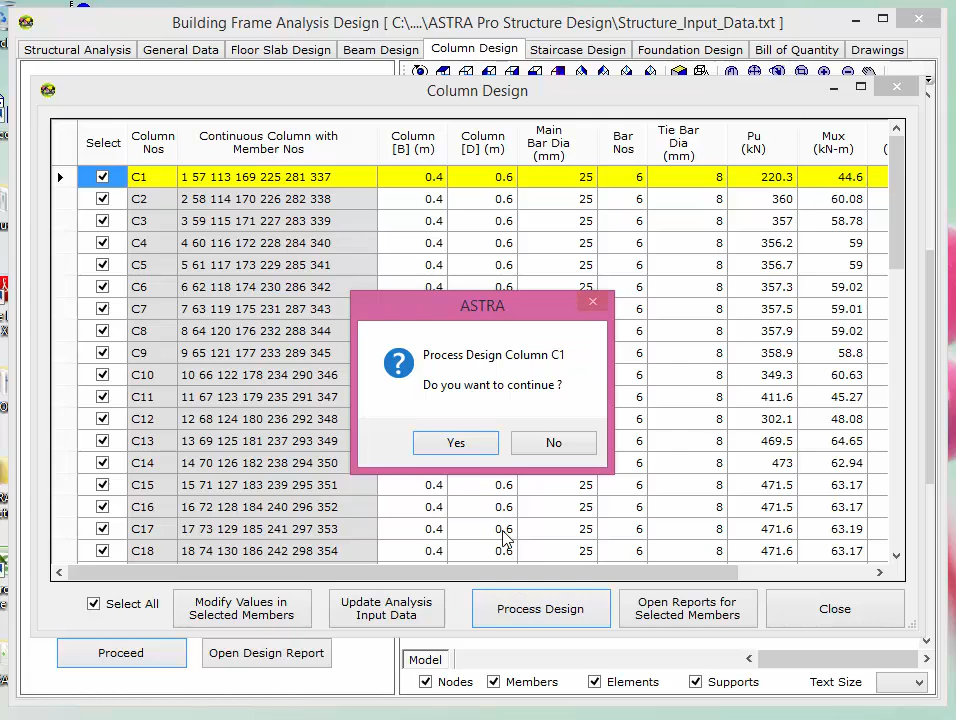 Building Frame Analysis Design [ C:\....\ASTRA Pro Structure Design\Structure_Input_Data.txt ]
Structural Analysis General Data Floor Slab Design Beam Design Column Design Staircase Design Foundation Design Bill of Quantity Drawings
Column Design
Select Column Nos Continuous Column with Member Nos Column [B] (m) Column [D] (m) Main Bar Dia (mm) Bar Nos Tie Bar Dia (mm) Pu (kN) Mux (kN-m) (
C1 1 57 113 169 225 281 337 0.4 0.6 25 6 8 220.3 44.6
C2 2 58 114 170 226 282 338 0.4 0.6 25 6 8 360 60.08
C3 3 59 115 171 227 283 339 0.4 0.6 25 6 8 357 58.78
C4 4 60 116 172 228 284 340 0.4 0.6 25 6 8 356.2 59
C5 5 61 117 173 229 285 341 0.4 0.6 25 6 8 356.7 59
C6 6 62 118 174 230 286 342 0.4 0.6 25 6 8 357.3 59.02
C7 7 63 119 175 231 287 343 6 8 357.5 59.01
C8 8 64 120 176 232 288 344 6 8 357.9 59.02
C9 9 65 121 177 233 289 345 6 8 358.9 58.8
C10 10 66 122 178 234 290 346 6 8 349.3 60.63
C11 11 67 123 179 235 291 347 6 8 411.6 45.27
C12 12 68 124 180 236 292 348 6 8 302.1 48.08
C13 13 69 125 181 237 293 349 6 8 469.5 64.65
C14 14 70 126 182 238 294 350 6 8 473 62.94
C15 15 71 127 183 239 295 351 0.4 0.6 25 6 8 471.5 63.17
C16 16 72 128 184 240 296 352 0.4 0.6 25 6 8 471.5 63.17
C17 17 73 129 185 241 297 353 0.4 0.6 25 6 8 471.6 63.19
C18 18 74 130 186 242 298 354 0.4 0.6 25 6 8 471.6 63.17
ASTRA
Process Design Column C1
Do you want to continue ?
Yes No
Select All
Modify Values in Selected Members
Update Analysis Input Data
Process Design
Open Reports for Selected Members
Close
Proceed Open Design Report
Model
Nodes Members Elements Supports Text Size